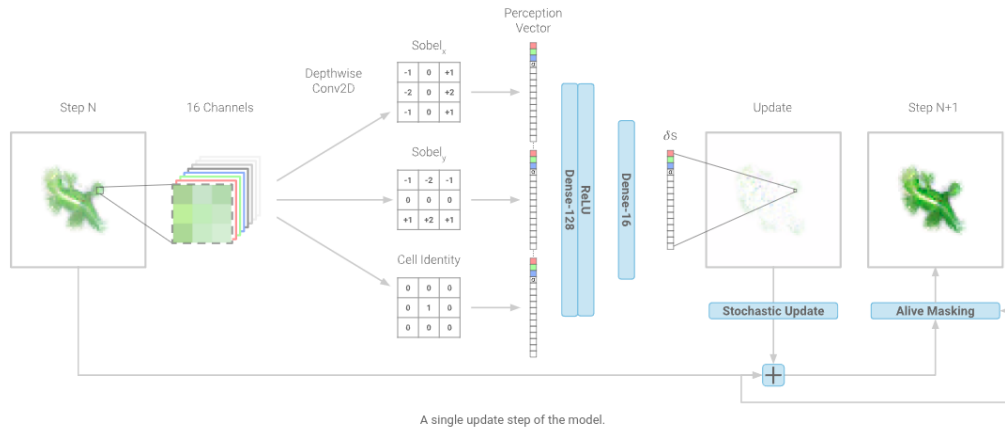 Step N
16 Channels
Depthwise
Conv2D
Sobelx
-1 0 +1
-2 0 +2
-1 0 +1
Sobely
-1 -2 -1
0 0 0
+1 +2 +1
Cell Identity
0 0 0
0 1 0
0 0 0
Perception
Vector
α
α
α
Dense-128
ReLU
Dense-16
δs
α
Update
Stochastic Update
+
Step N+1
Alive Masking
A single update step of the model.